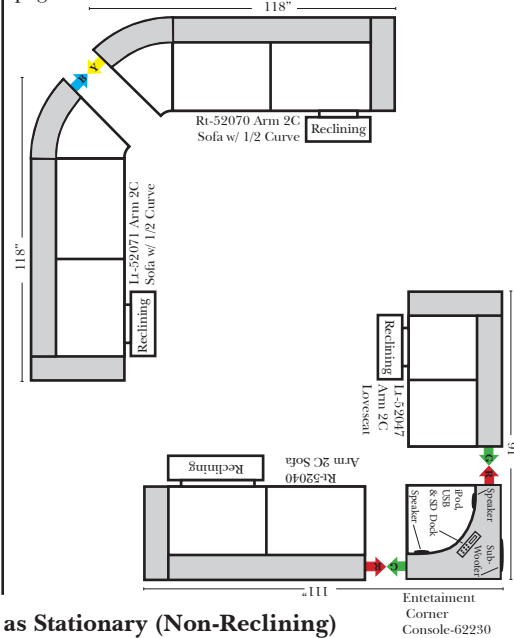 118"
Y
B
Rt-52070 Arm 2C
Sofa w/ 1/2 Curve
Reclining
118"
Lt-52071 Arm 2C
Sofa w/ 1/2 Curve
Reclining
Reclining
Lt-52047
Arm 2C
Loveseat
G
R
Rt-52040
Arm 2C Sofa
Reclining
Speaker
iPod,
USB
& SD Dock
Speaker
Sub-
Woofer
R
G
111"
Entetaiment
Corner
Console-62230
as Stationary (Non-Reclining)